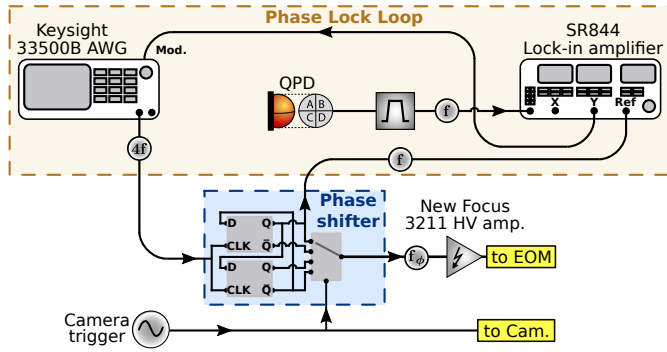 Phase Lock Loop
Keysight
33500B AWG
Mod.
SR844
Lock-in amplifier
QPD
A B
C D
f
X Y Ref
4f
f
Phase
shifter
D Q
CLK Q̅
D Q
CLK Q̅
New Focus
3211 HV amp.
fϕ
to EOM
Camera
trigger
to Cam.